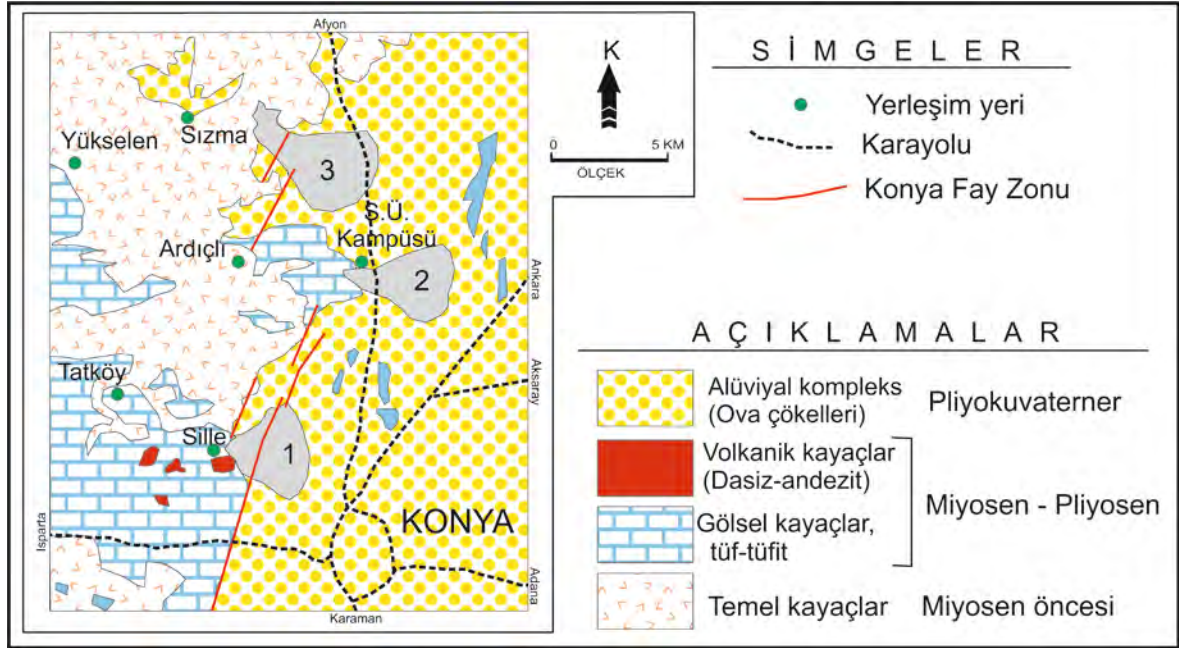 Afyon
Yükselen
Sızma
3
S.Ü.
Kampüsü
Ardıçlı
2
Ankara
Tatköy
Aksaray
Sille
1
KONYA
Isparta
Adana
Karaman
K
0 5 KM
ÖLÇEK
SİMGELER
Yerleşim yeri
Karayolu
Konya Fay Zonu
AÇIKLAMALAR
Alüviyal kompleks
(Ova çökelleri)
Pliyokuvaterner
Volkanik kayaçlar
(Dasiz-andezit)
Miyosen - Pliyosen
Gölsel kayaçlar,
tüf-tüfit
Temel kayaçlar Miyosen öncesi